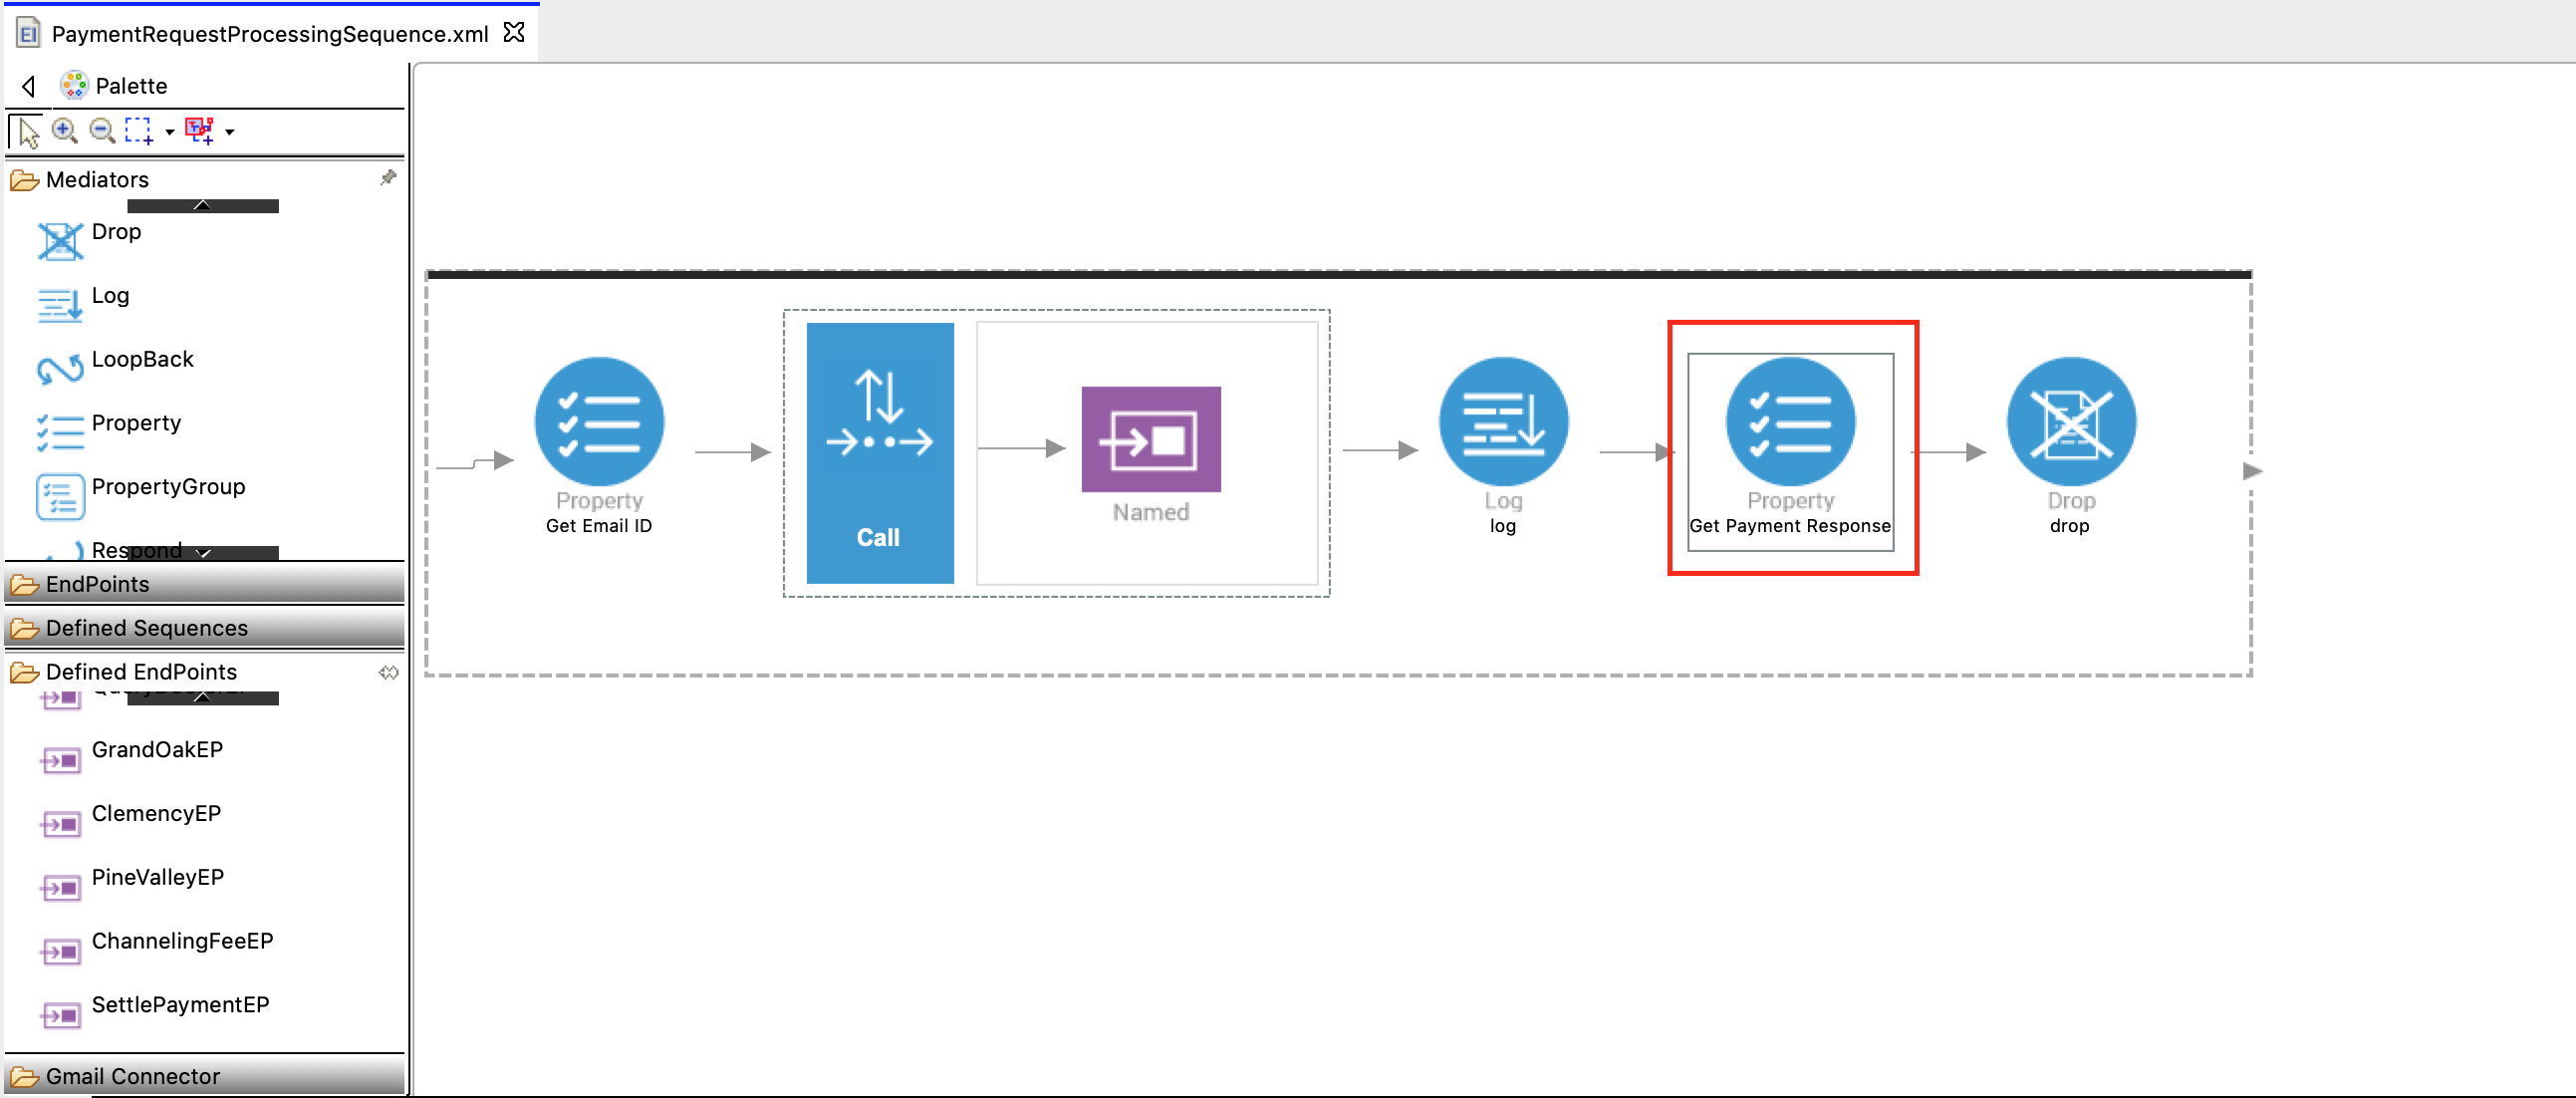 EI PaymentRequestProcessingSequence.xml
Palette
Mediators
Drop
Log
LoopBack
Property
PropertyGroup
Respond
EndPoints
Defined Sequences
Defined EndPoints
GrandOakEP
ClemencyEP
PineValleyEP
ChannelingFeeEP
SettlePaymentEP
Gmail Connector
Property
Get Email ID
Call
Named
Log
log
Property
Get Payment Response
Drop
drop